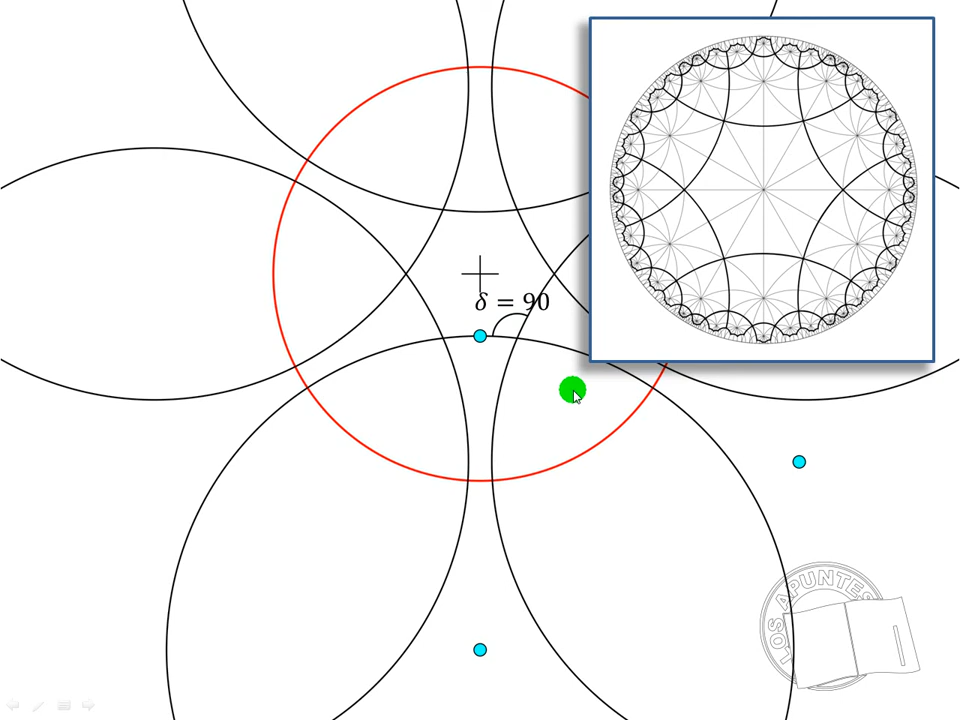 δ = 90
LOS APUNTES